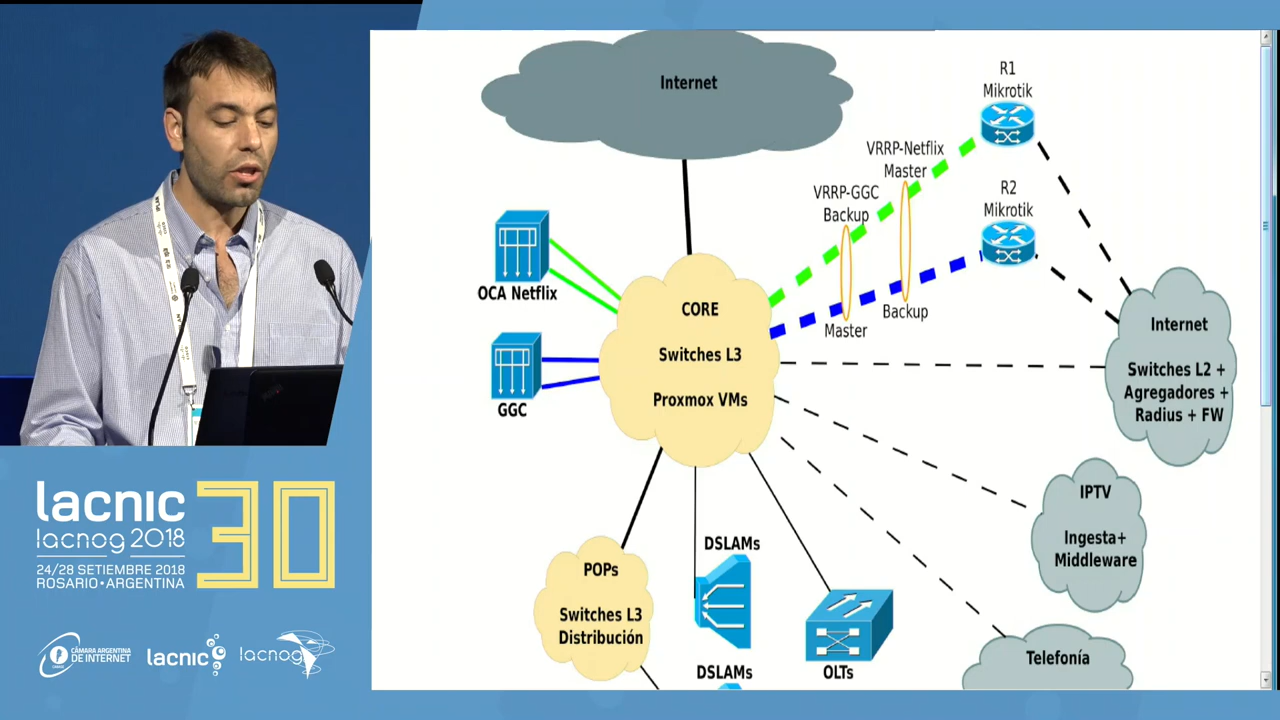 Internet
R1
Mikrotik
VRRP-Netflix
Master
VRRP-GGC
Backup
R2
Mikrotik
OCA Netflix
CORE
Switches L3
Proxmox VMs
Backup
Master
GGC
Internet
Switches L2 +
Agregadores +
Radius + FW
IPTV
Ingesta+
Middleware
DSLAMs
POPs
Switches L3
Distribución
DSLAMs
OLTs
Telefonía
lacnic 30
lacnog 2018
24/28 SETIEMBRE 2018
ROSARIO•ARGENTINA
CÁMARA ARGENTINA
DE INTERNET
lacnic
lacnog